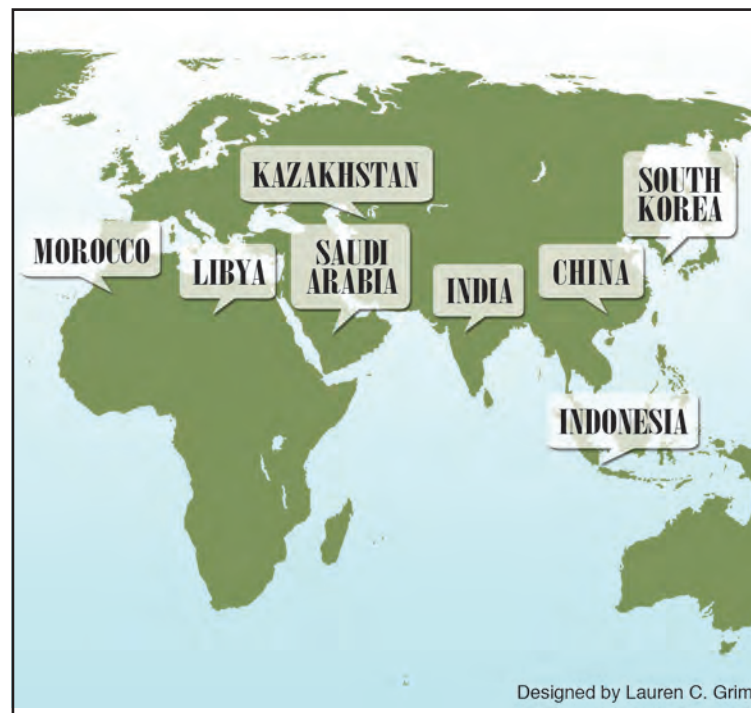 KAZAKHSTAN
SOUTH
KOREA
MOROCCO
LIBYA
SAUDI
ARABIA
INDIA
CHINA
INDONESIA
Designed by Lauren C. Grim